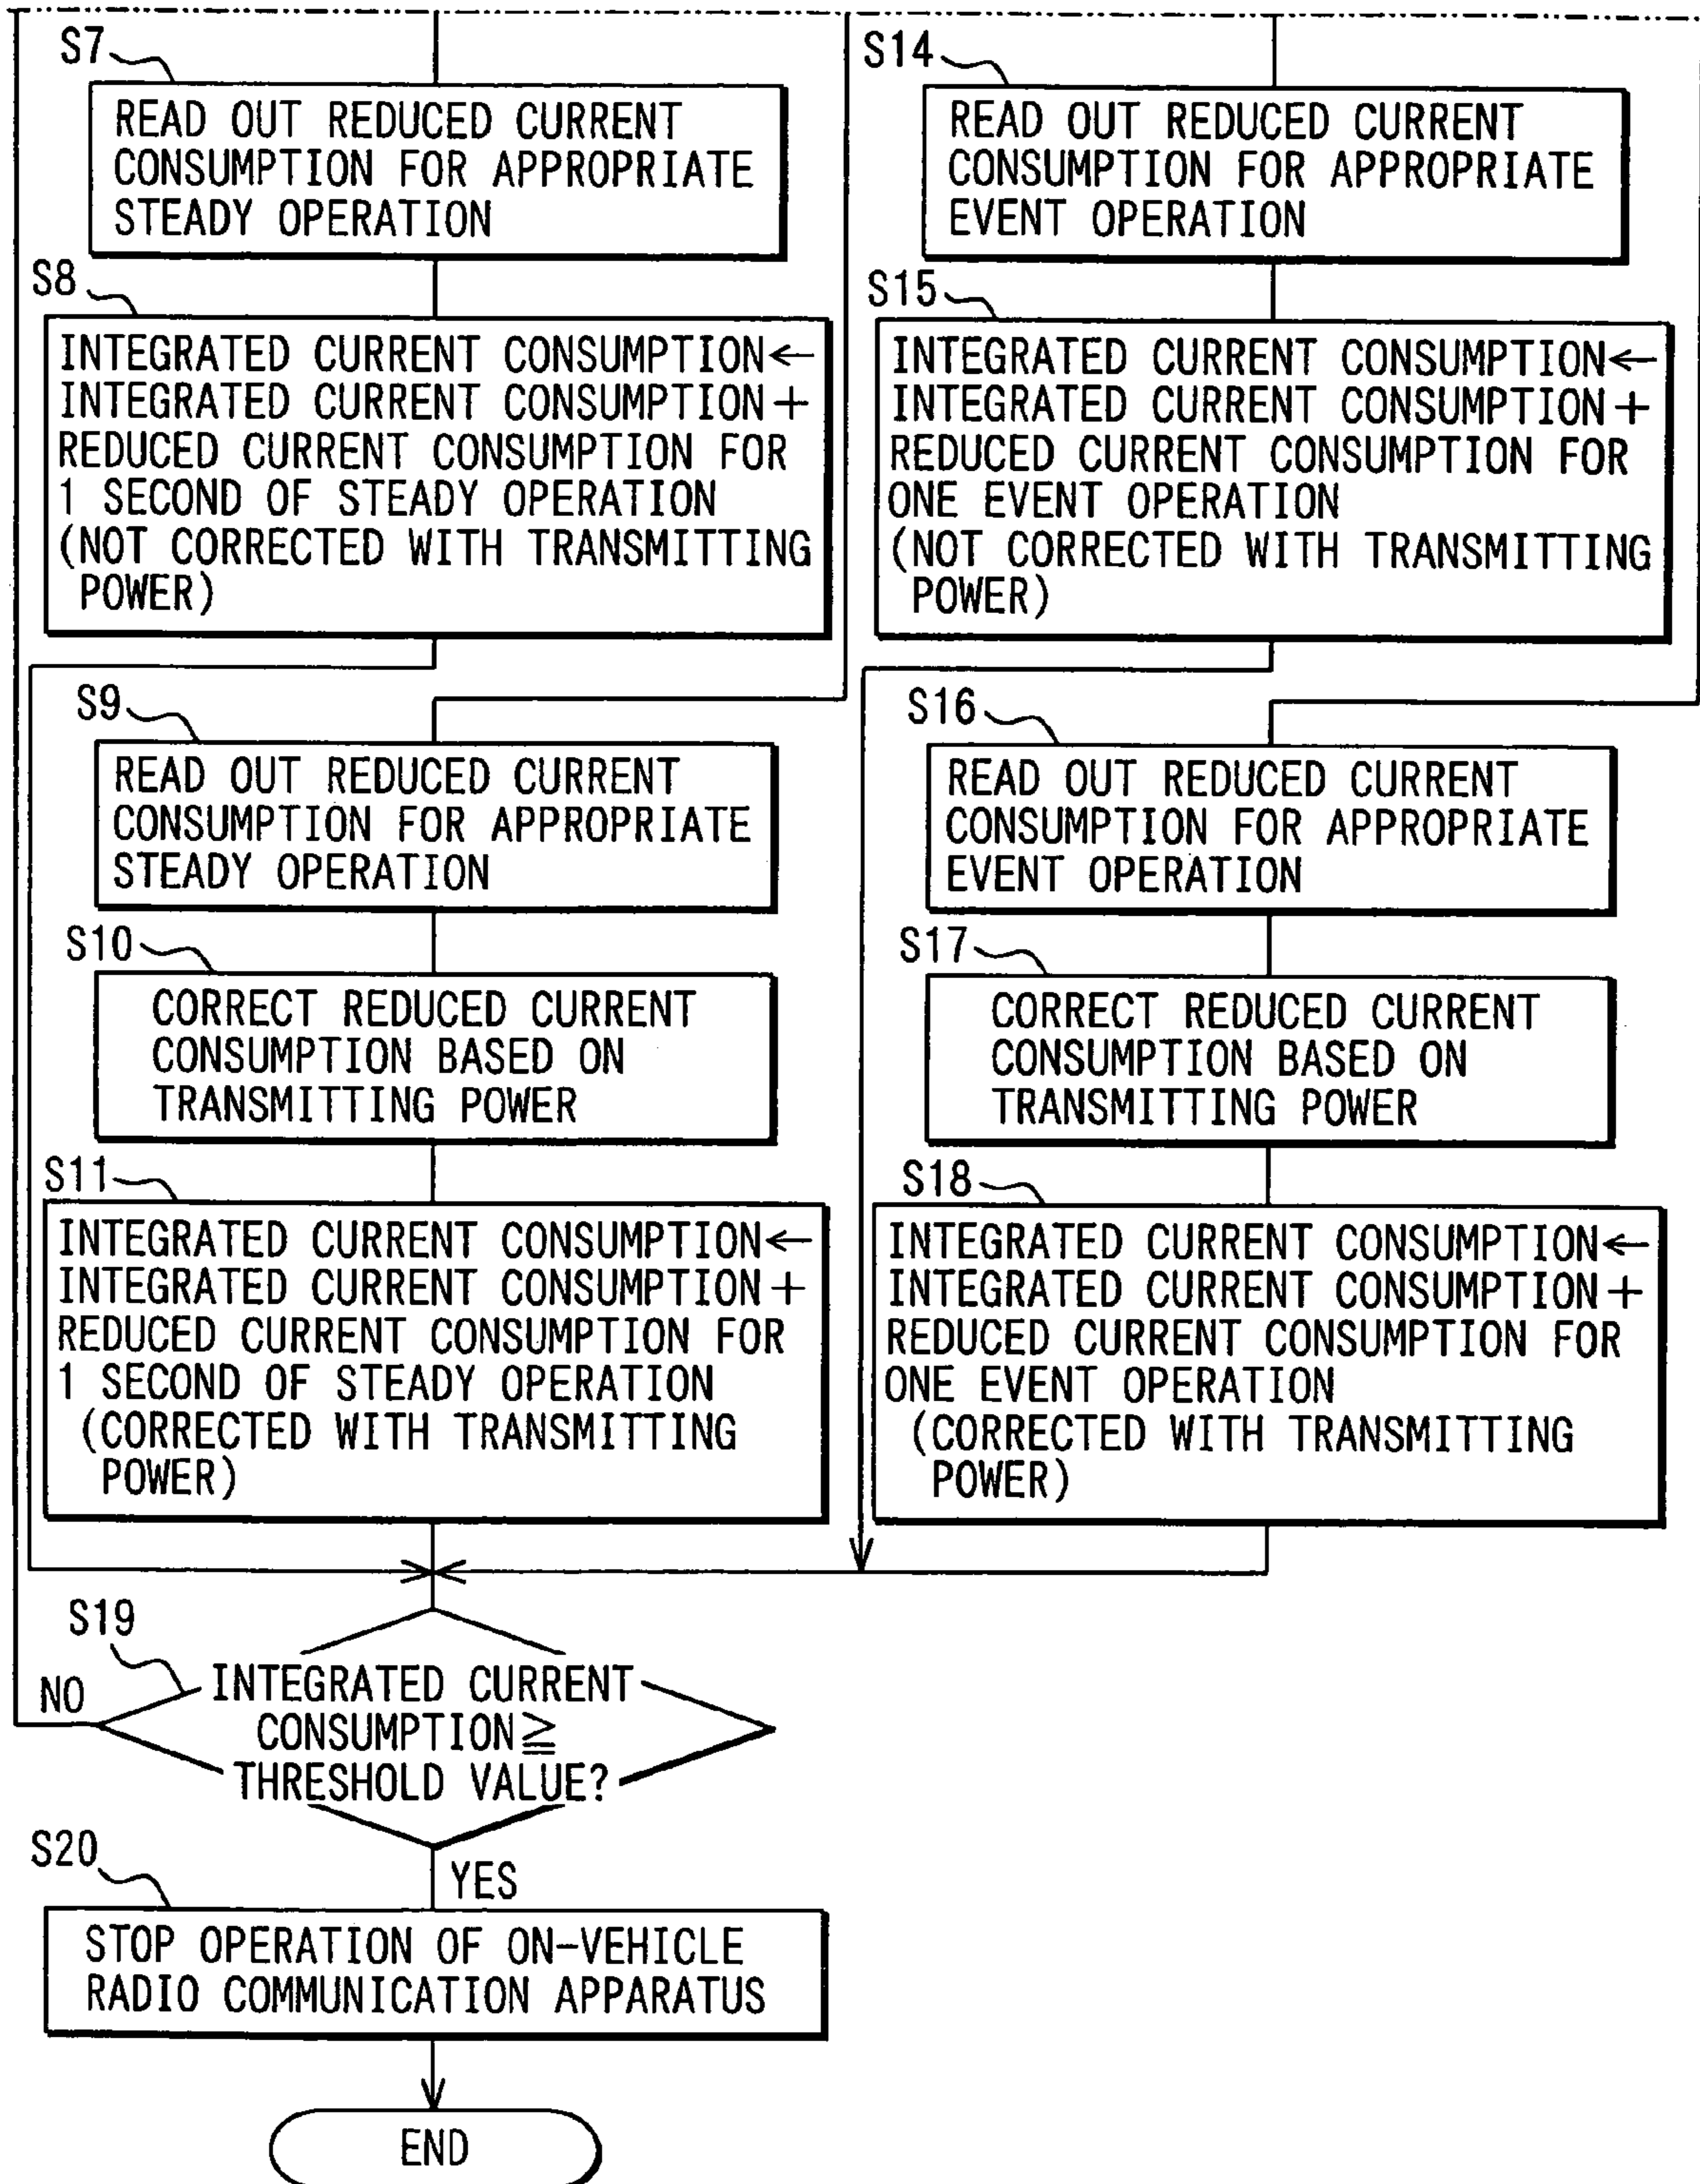 S7
READ OUT REDUCED CURRENT
CONSUMPTION FOR APPROPRIATE
STEADY OPERATION
S8
INTEGRATED CURRENT CONSUMPTION←
INTEGRATED CURRENT CONSUMPTION+
REDUCED CURRENT CONSUMPTION FOR
1 SECOND OF STEADY OPERATION
(NOT CORRECTED WITH TRANSMITTING
POWER)
S9
READ OUT REDUCED CURRENT
CONSUMPTION FOR APPROPRIATE
STEADY OPERATION
S10
CORRECT REDUCED CURRENT
CONSUMPTION BASED ON
TRANSMITTING POWER
S11
INTEGRATED CURRENT CONSUMPTION←
INTEGRATED CURRENT CONSUMPTION+
REDUCED CURRENT CONSUMPTION FOR
1 SECOND OF STEADY OPERATION
(CORRECTED WITH TRANSMITTING
POWER)
S14
READ OUT REDUCED CURRENT
CONSUMPTION FOR APPROPRIATE
EVENT OPERATION
S15
INTEGRATED CURRENT CONSUMPTION←
INTEGRATED CURRENT CONSUMPTION+
REDUCED CURRENT CONSUMPTION FOR
ONE EVENT OPERATION
(NOT CORRECTED WITH TRANSMITTING
POWER)
S16
READ OUT REDUCED CURRENT
CONSUMPTION FOR APPROPRIATE
EVENT OPERATION
S17
CORRECT REDUCED CURRENT
CONSUMPTION BASED ON
TRANSMITTING POWER
S18
INTEGRATED CURRENT CONSUMPTION←
INTEGRATED CURRENT CONSUMPTION+
REDUCED CURRENT CONSUMPTION FOR
ONE EVENT OPERATION
(CORRECTED WITH TRANSMITTING
POWER)
S19
NO
INTEGRATED CURRENT
CONSUMPTION≧
THRESHOLD VALUE?
YES
S20
STOP OPERATION OF ON-VEHICLE
RADIO COMMUNICATION APPARATUS
END